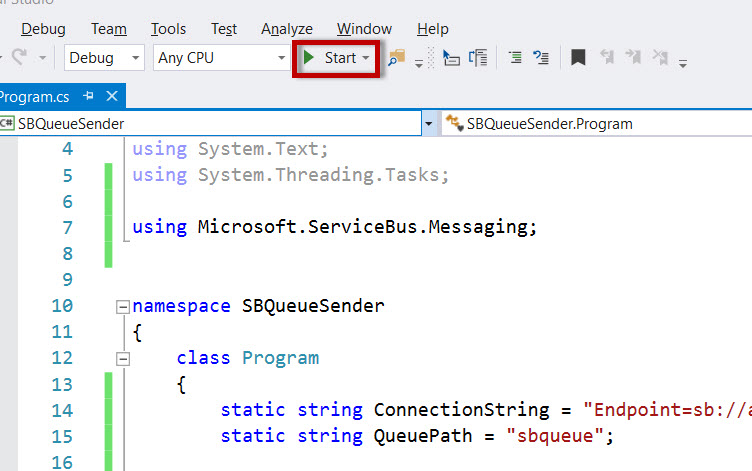 Studio
Debug Team Tools Test Analyze Window Help
Debug Any CPU Start
Program.cs
C# SBQueueSender SBQueueSender.Program
4 using System.Text;
5 using System.Threading.Tasks;
6
7 using Microsoft.ServiceBus.Messaging;
8
9
10 namespace SBQueueSender
11 {
12 class Program
13 {
14 static string ConnectionString = "Endpoint=sb://a
15 static string QueuePath = "sbqueue";
16